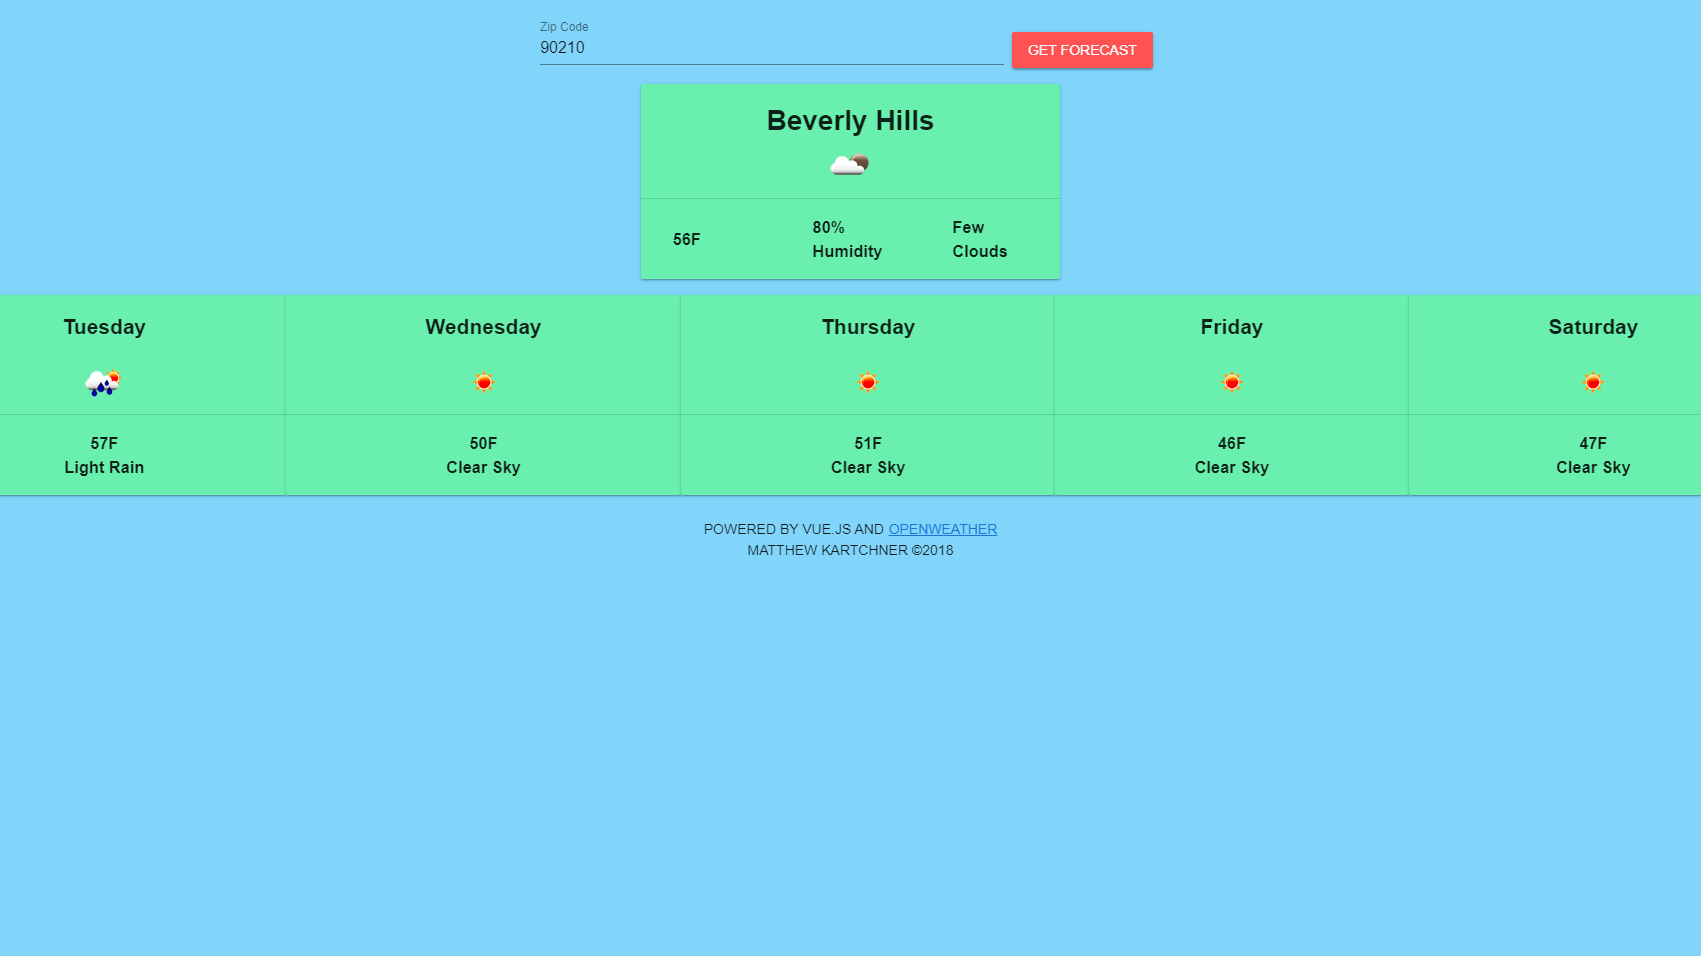 Zip Code
90210
GET FORECAST
Beverly Hills
56F
80%
Humidity
Few
Clouds
Tuesday
57F
Light Rain
Wednesday
50F
Clear Sky
Thursday
51F
Clear Sky
Friday
46F
Clear Sky
Saturday
47F
Clear Sky
POWERED BY VUE.JS AND OPENWEATHER
MATTHEW KARTCHNER ©2018